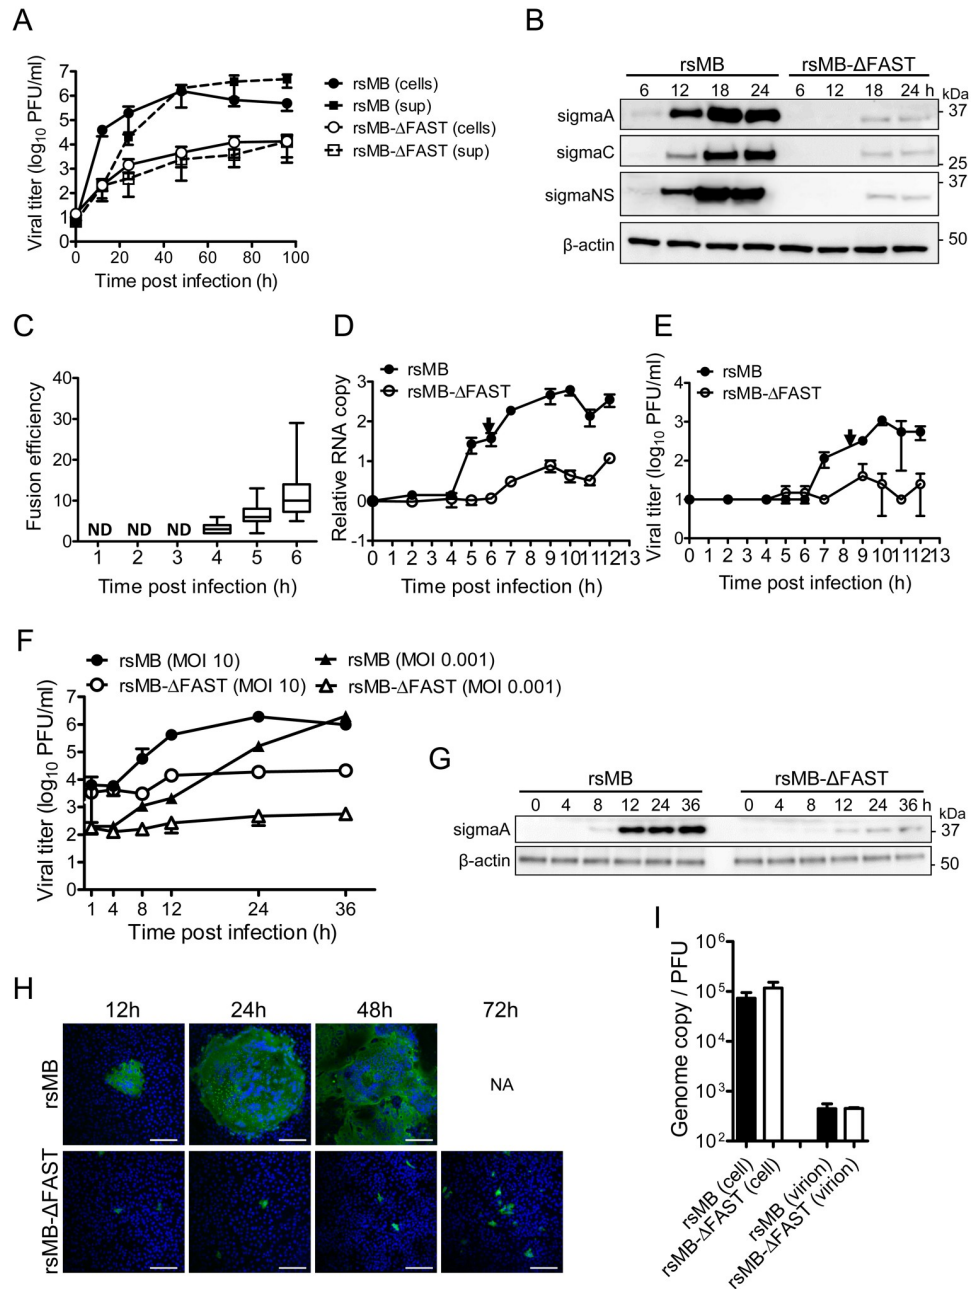 A
Viral titer (log10 PFU/ml)
7
6
5
4
3
2
1
0
0 20 40 60 80 100
Time post infection (h)
rsMB (cells)
rsMB (sup)
rsMB-ΔFAST (cells)
rsMB-ΔFAST (sup)
B
rsMB rsMB-ΔFAST
6 12 18 24 6 12 18 24 h
kDa
sigmaA 37
sigmaC 25
sigmaNS 37
β-actin 50
C
Fusion efficiency
40
30
20
10
0
ND ND ND
1 2 3 4 5 6
Time post infection (h)
D
rsMB
rsMB-ΔFAST
Relative RNA copy
3
2
1
0
-1
0 1 2 3 4 5 6 7 8 9 10 11 12 13
Time post infection (h)
E
rsMB
rsMB-ΔFAST
Viral titer (log10 PFU/ml)
4
3
2
1
0
0 1 2 3 4 5 6 7 8 9 10 11 12 13
Time post infection (h)
F
rsMB (MOI 10) rsMB (MOI 0.001)
rsMB-ΔFAST (MOI 10) rsMB-ΔFAST (MOI 0.001)
Viral titer (log10 PFU/ml)
7
6
5
4
3
2
1
0
1 4 8 12 24 36
Time post infection (h)
G
rsMB rsMB-ΔFAST
0 4 8 12 24 36 0 4 8 12 24 36 h
kDa
sigmaA 37
β-actin 50
H
12h 24h 48h 72h
rsMB
NA
rsMB-ΔFAST
I
Genome copy / PFU
10^6
10^5
10^4
10^3
10^2
rsMB (cell)
rsMB-ΔFAST (cell)
rsMB (virion)
rsMB-ΔFAST (virion)